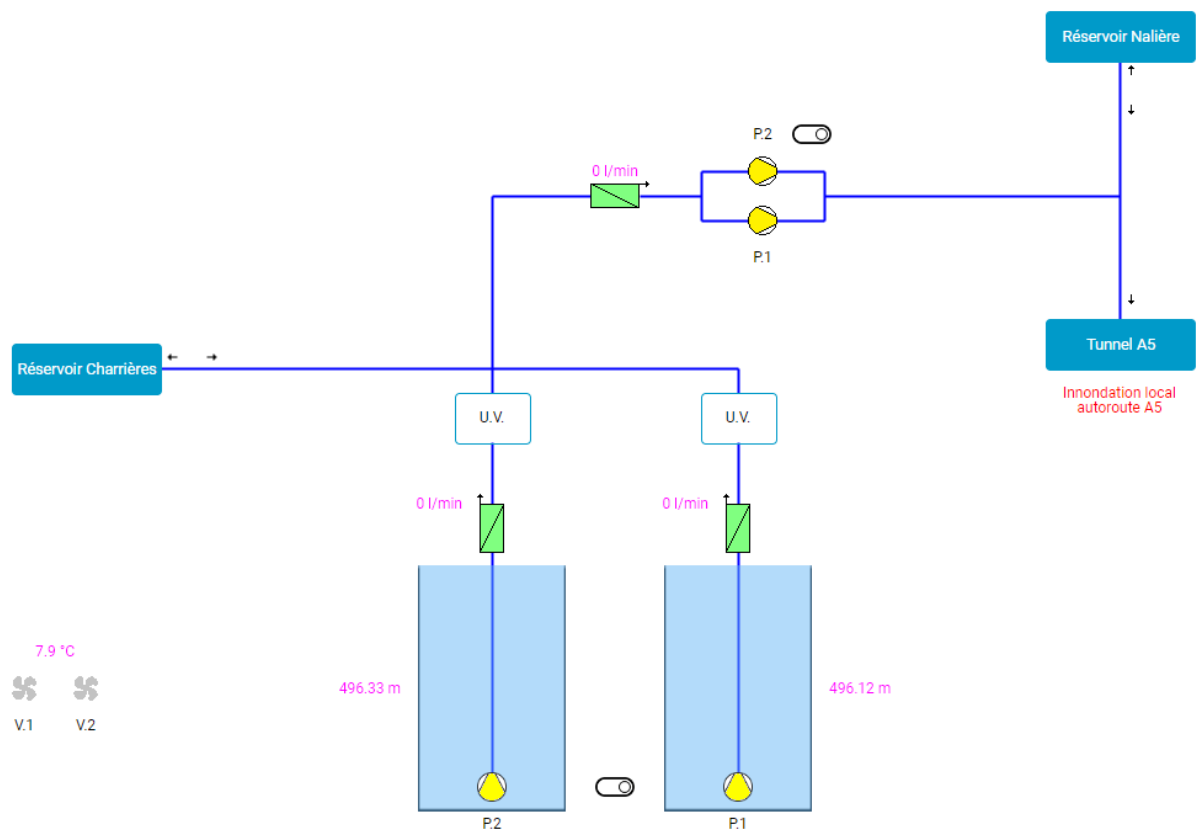 Réservoir Nalière
P.2
0 l/min
P.1
Tunnel A5
Réservoir Charrières
Innondation local
autoroute A5
U.V.
U.V.
0 l/min
0 l/min
7.9 °C
496.33 m
496.12 m
V.1
V.2
P.2
P.1